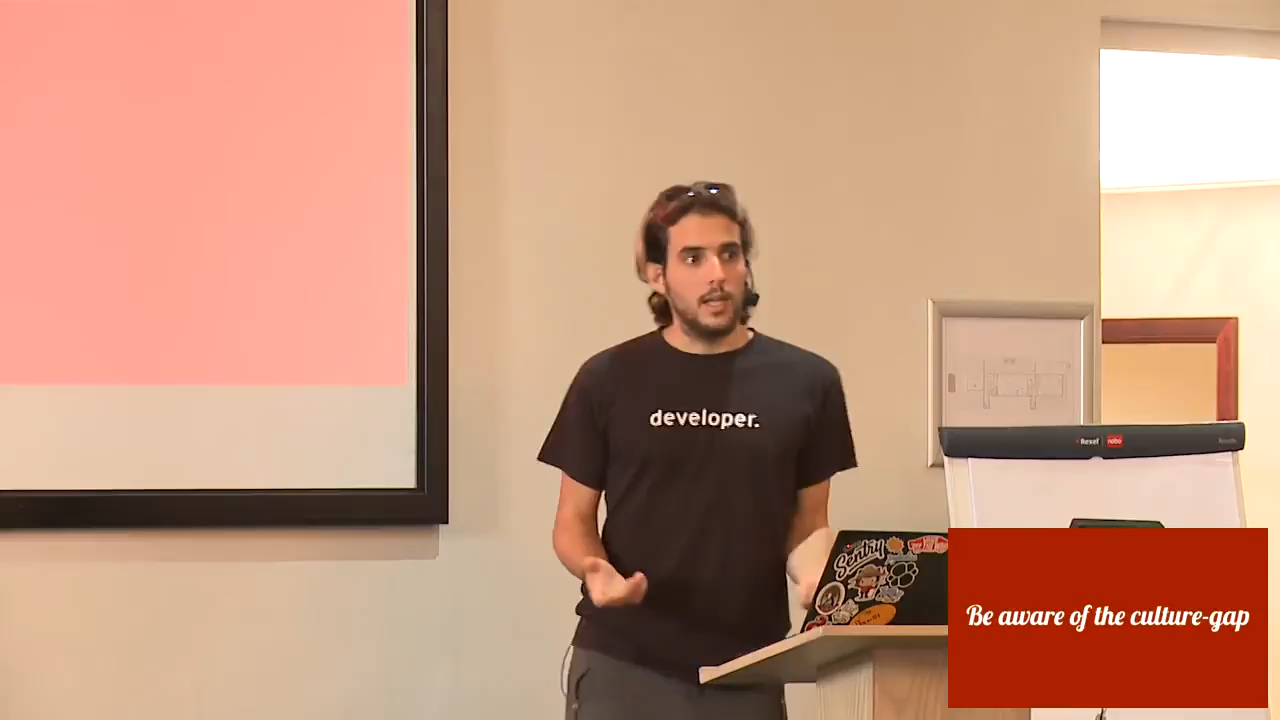 developer.
Rexel
nobo
Sentry
Be aware of the culture-gap